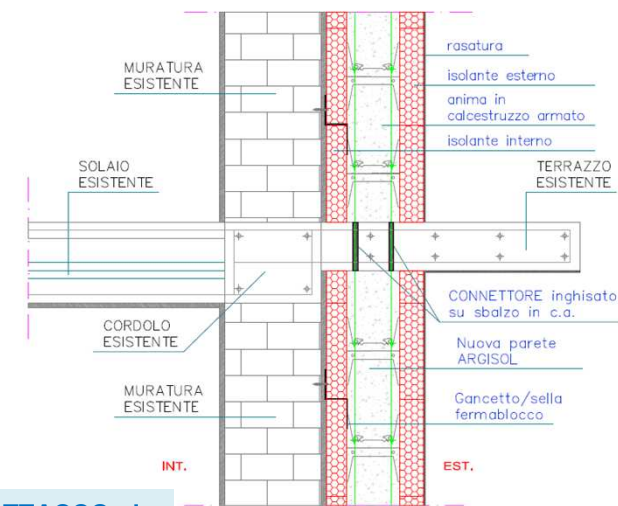 MURATURA
ESISTENTE
SOLAIO
ESISTENTE
CORDOLO
ESISTENTE
MURATURA
ESISTENTE
INT.
rasatura
isolante esterno
anima in
calcestruzzo armato
isolante interno
TERRAZZO
ESISTENTE
CONNETTORE inghisato
su sbalzo in c.a.
Nuova parete
ARGISOL
Gancetto/sella
fermablocco
EST.